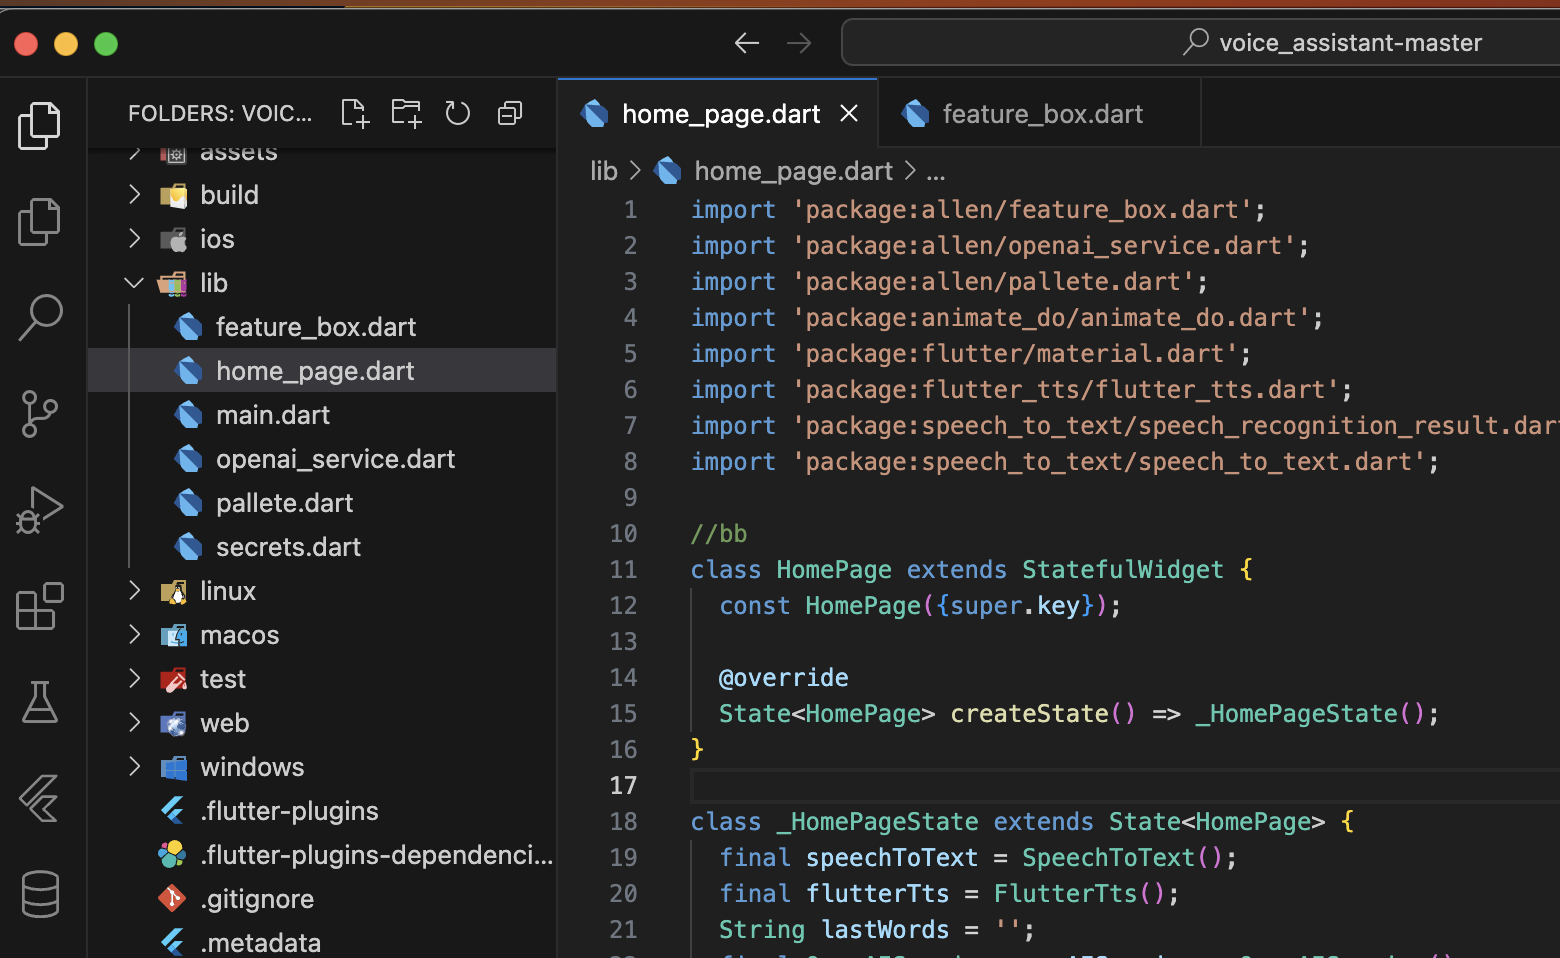 voice_assistant-master
FOLDERS: VOIC...
assets
build
ios
lib
feature_box.dart
home_page.dart
main.dart
openai_service.dart
pallete.dart
secrets.dart
linux
macos
test
web
windows
.flutter-plugins
.flutter-plugins-dependenci...
.gitignore
.metadata
home_page.dart
feature_box.dart
lib > home_page.dart > ...
1 import 'package:allen/feature_box.dart';
2 import 'package:allen/openai_service.dart';
3 import 'package:allen/pallete.dart';
4 import 'package:animate_do/animate_do.dart';
5 import 'package:flutter/material.dart';
6 import 'package:flutter_tts/flutter_tts.dart';
7 import 'package:speech_to_text/speech_recognition_result.dar
8 import 'package:speech_to_text/speech_to_text.dart';
9
10 //bb
11 class HomePage extends StatefulWidget {
12 const HomePage({super.key});
13
14 @override
15 State<HomePage> createState() => _HomePageState();
16 }
17
18 class _HomePageState extends State<HomePage> {
19 final speechToText = SpeechToText();
20 final flutterTts = FlutterTts();
21 String lastWords = '';